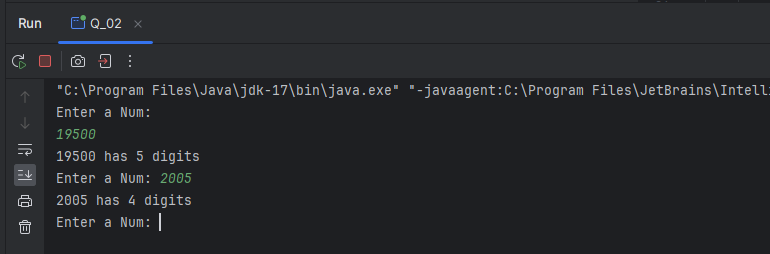 Run Q_02
"C:\Program Files\Java\jdk-17\bin\java.exe" "-javaagent:C:\Program Files\JetBrains\Intell
Enter a Num:
19500
19500 has 5 digits
Enter a Num: 2005
2005 has 4 digits
Enter a Num: